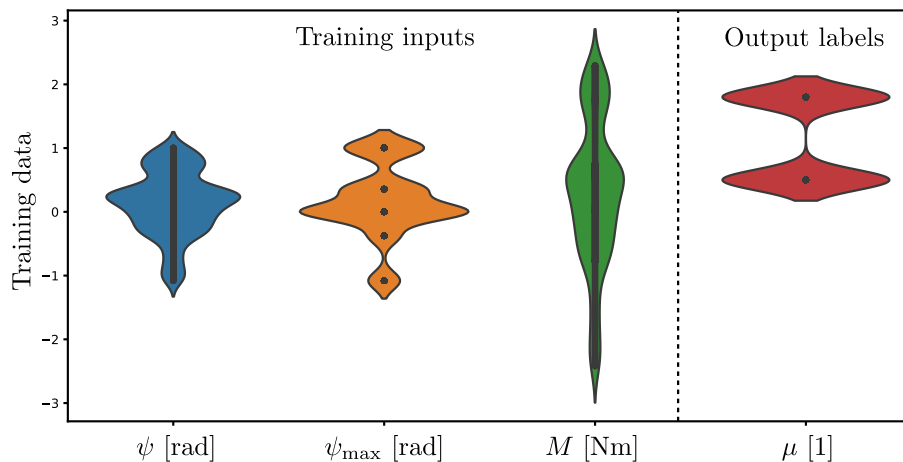 Training inputs
Output labels
Training data
3
2
1
0
−1
−2
−3
ψ [rad]
ψmax [rad]
M [Nm]
μ [1]